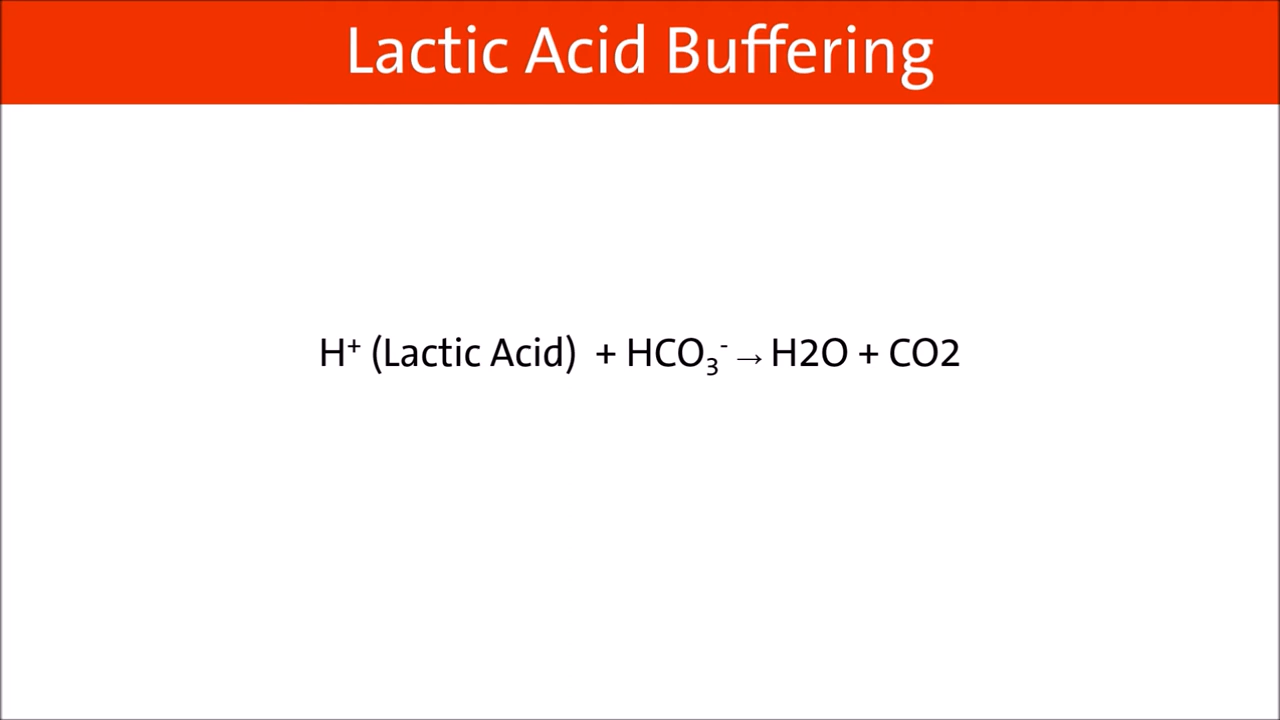 Lactic Acid Buffering
H⁺ (Lactic Acid) + HCO₃⁻ → H2O + CO2